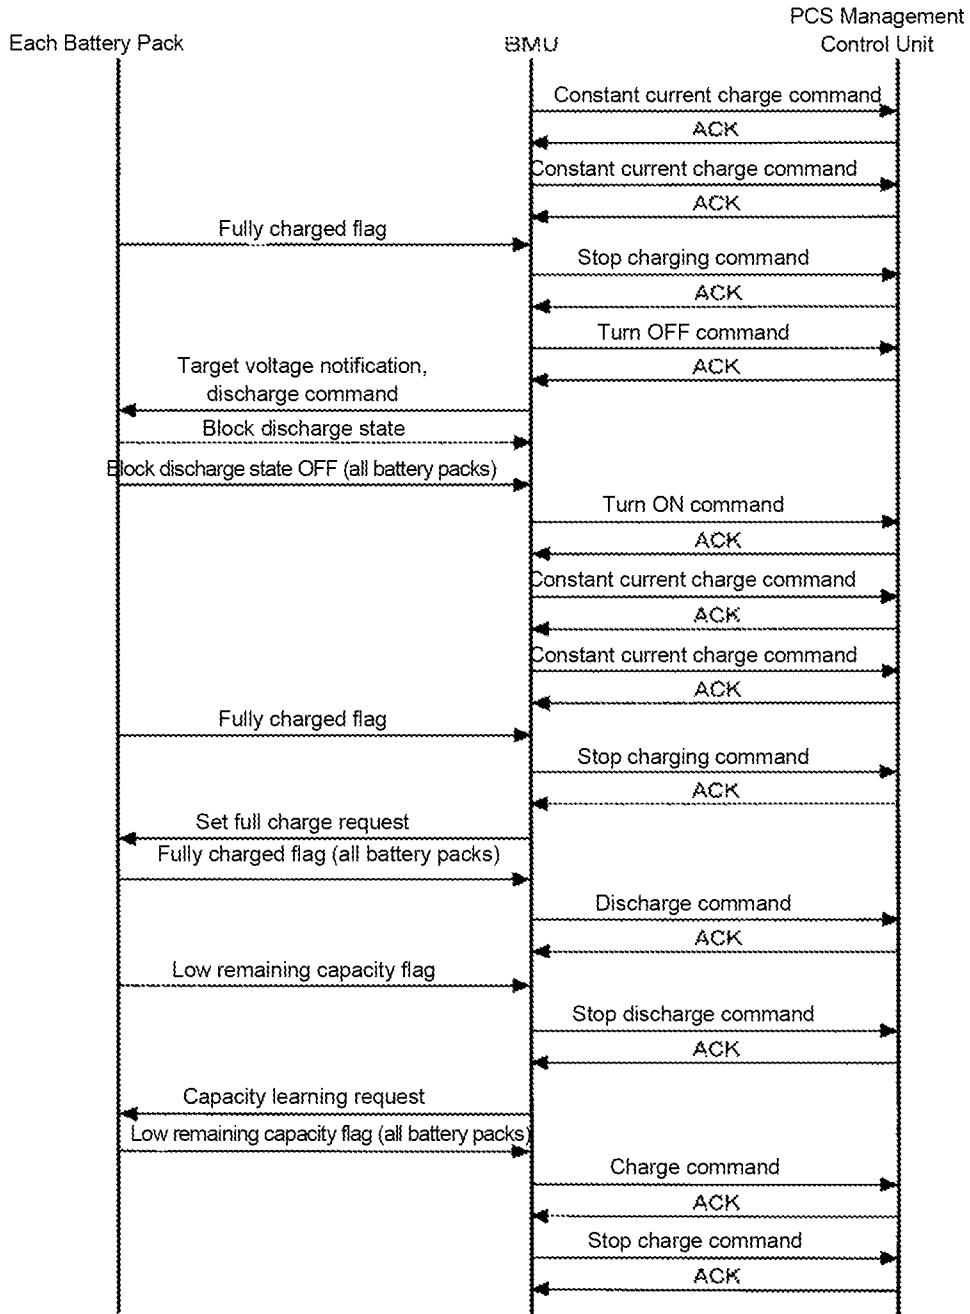 PCS Management
Each Battery Pack
BMU
Control Unit
Constant current charge command
ACK
Constant current charge command
ACK
Fully charged flag
Stop charging command
ACK
Turn OFF command
ACK
Target voltage notification,
discharge command
Block discharge state
Block discharge state OFF (all battery packs)
Turn ON command
ACK
Constant current charge command
ACK
Constant current charge command
ACK
Fully charged flag
Stop charging command
ACK
Set full charge request
Fully charged flag (all battery packs)
Discharge command
ACK
Low remaining capacity flag
Stop discharge command
ACK
Capacity learning request
Low remaining capacity flag (all battery packs)
Charge command
ACK
Stop charge command
ACK